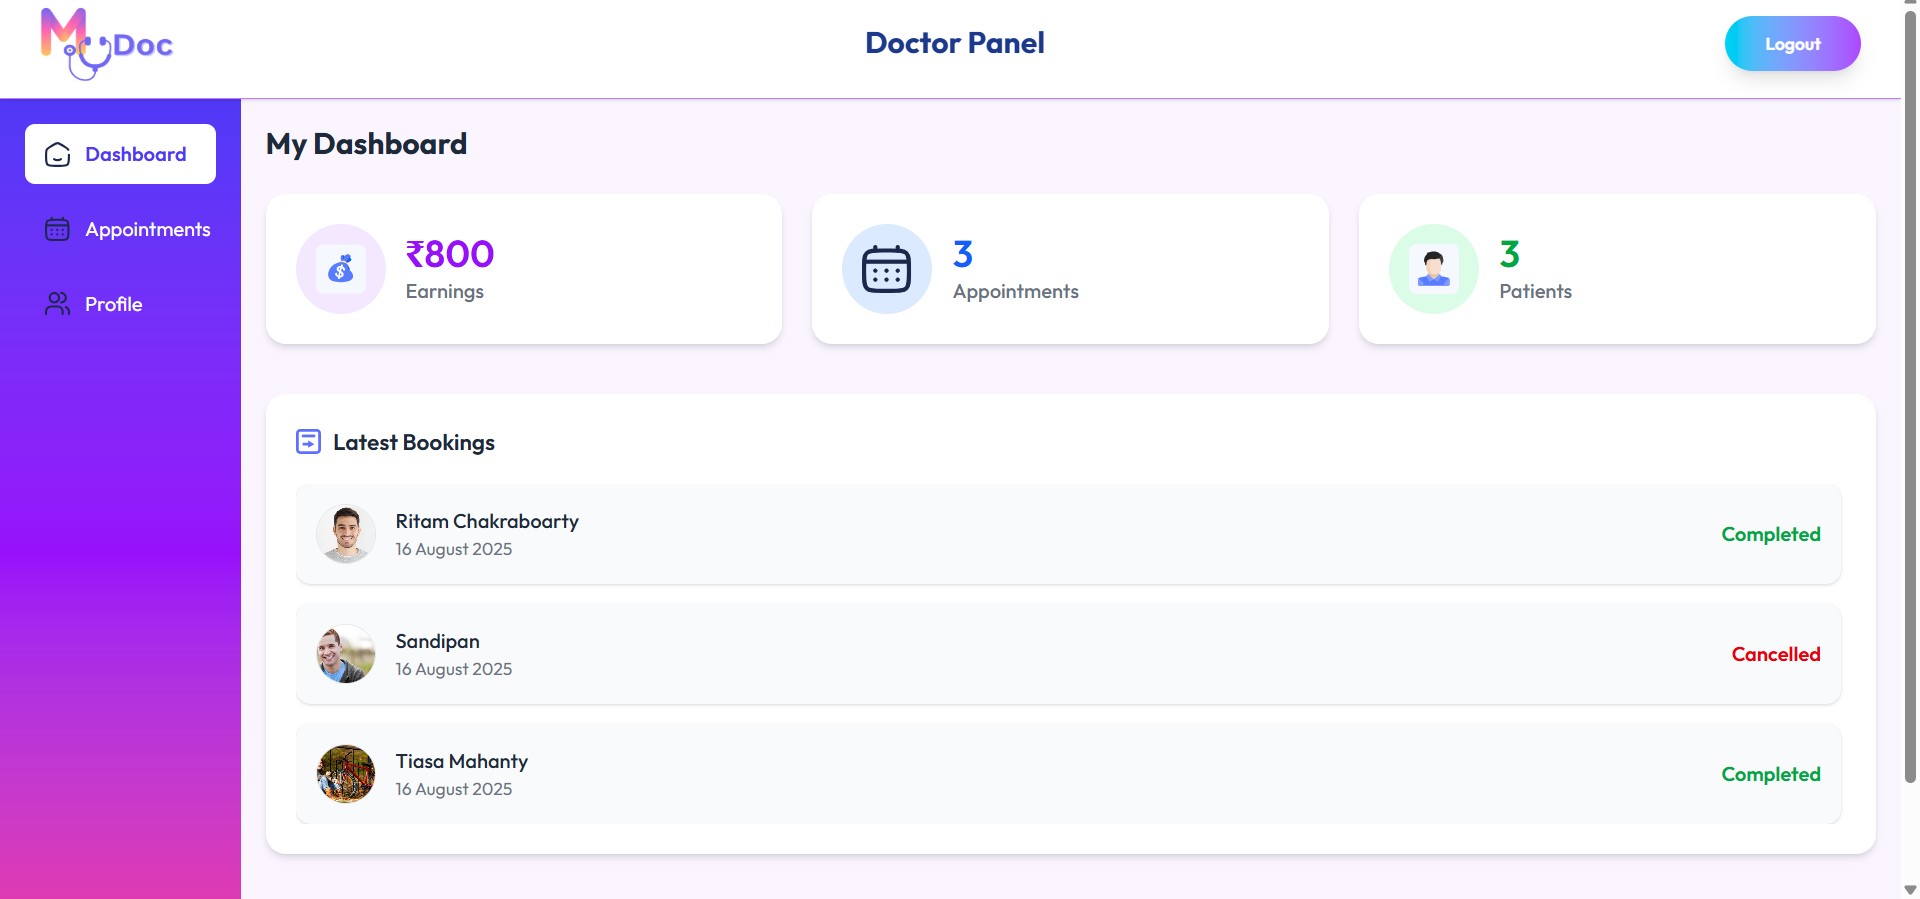 MyDoc
Doctor Panel
Logout
Dashboard
Appointments
Profile
My Dashboard
₹800
Earnings
3
Appointments
3
Patients
Latest Bookings
Ritam Chakraboarty
16 August 2025
Completed
Sandipan
16 August 2025
Cancelled
Tiasa Mahanty
16 August 2025
Completed